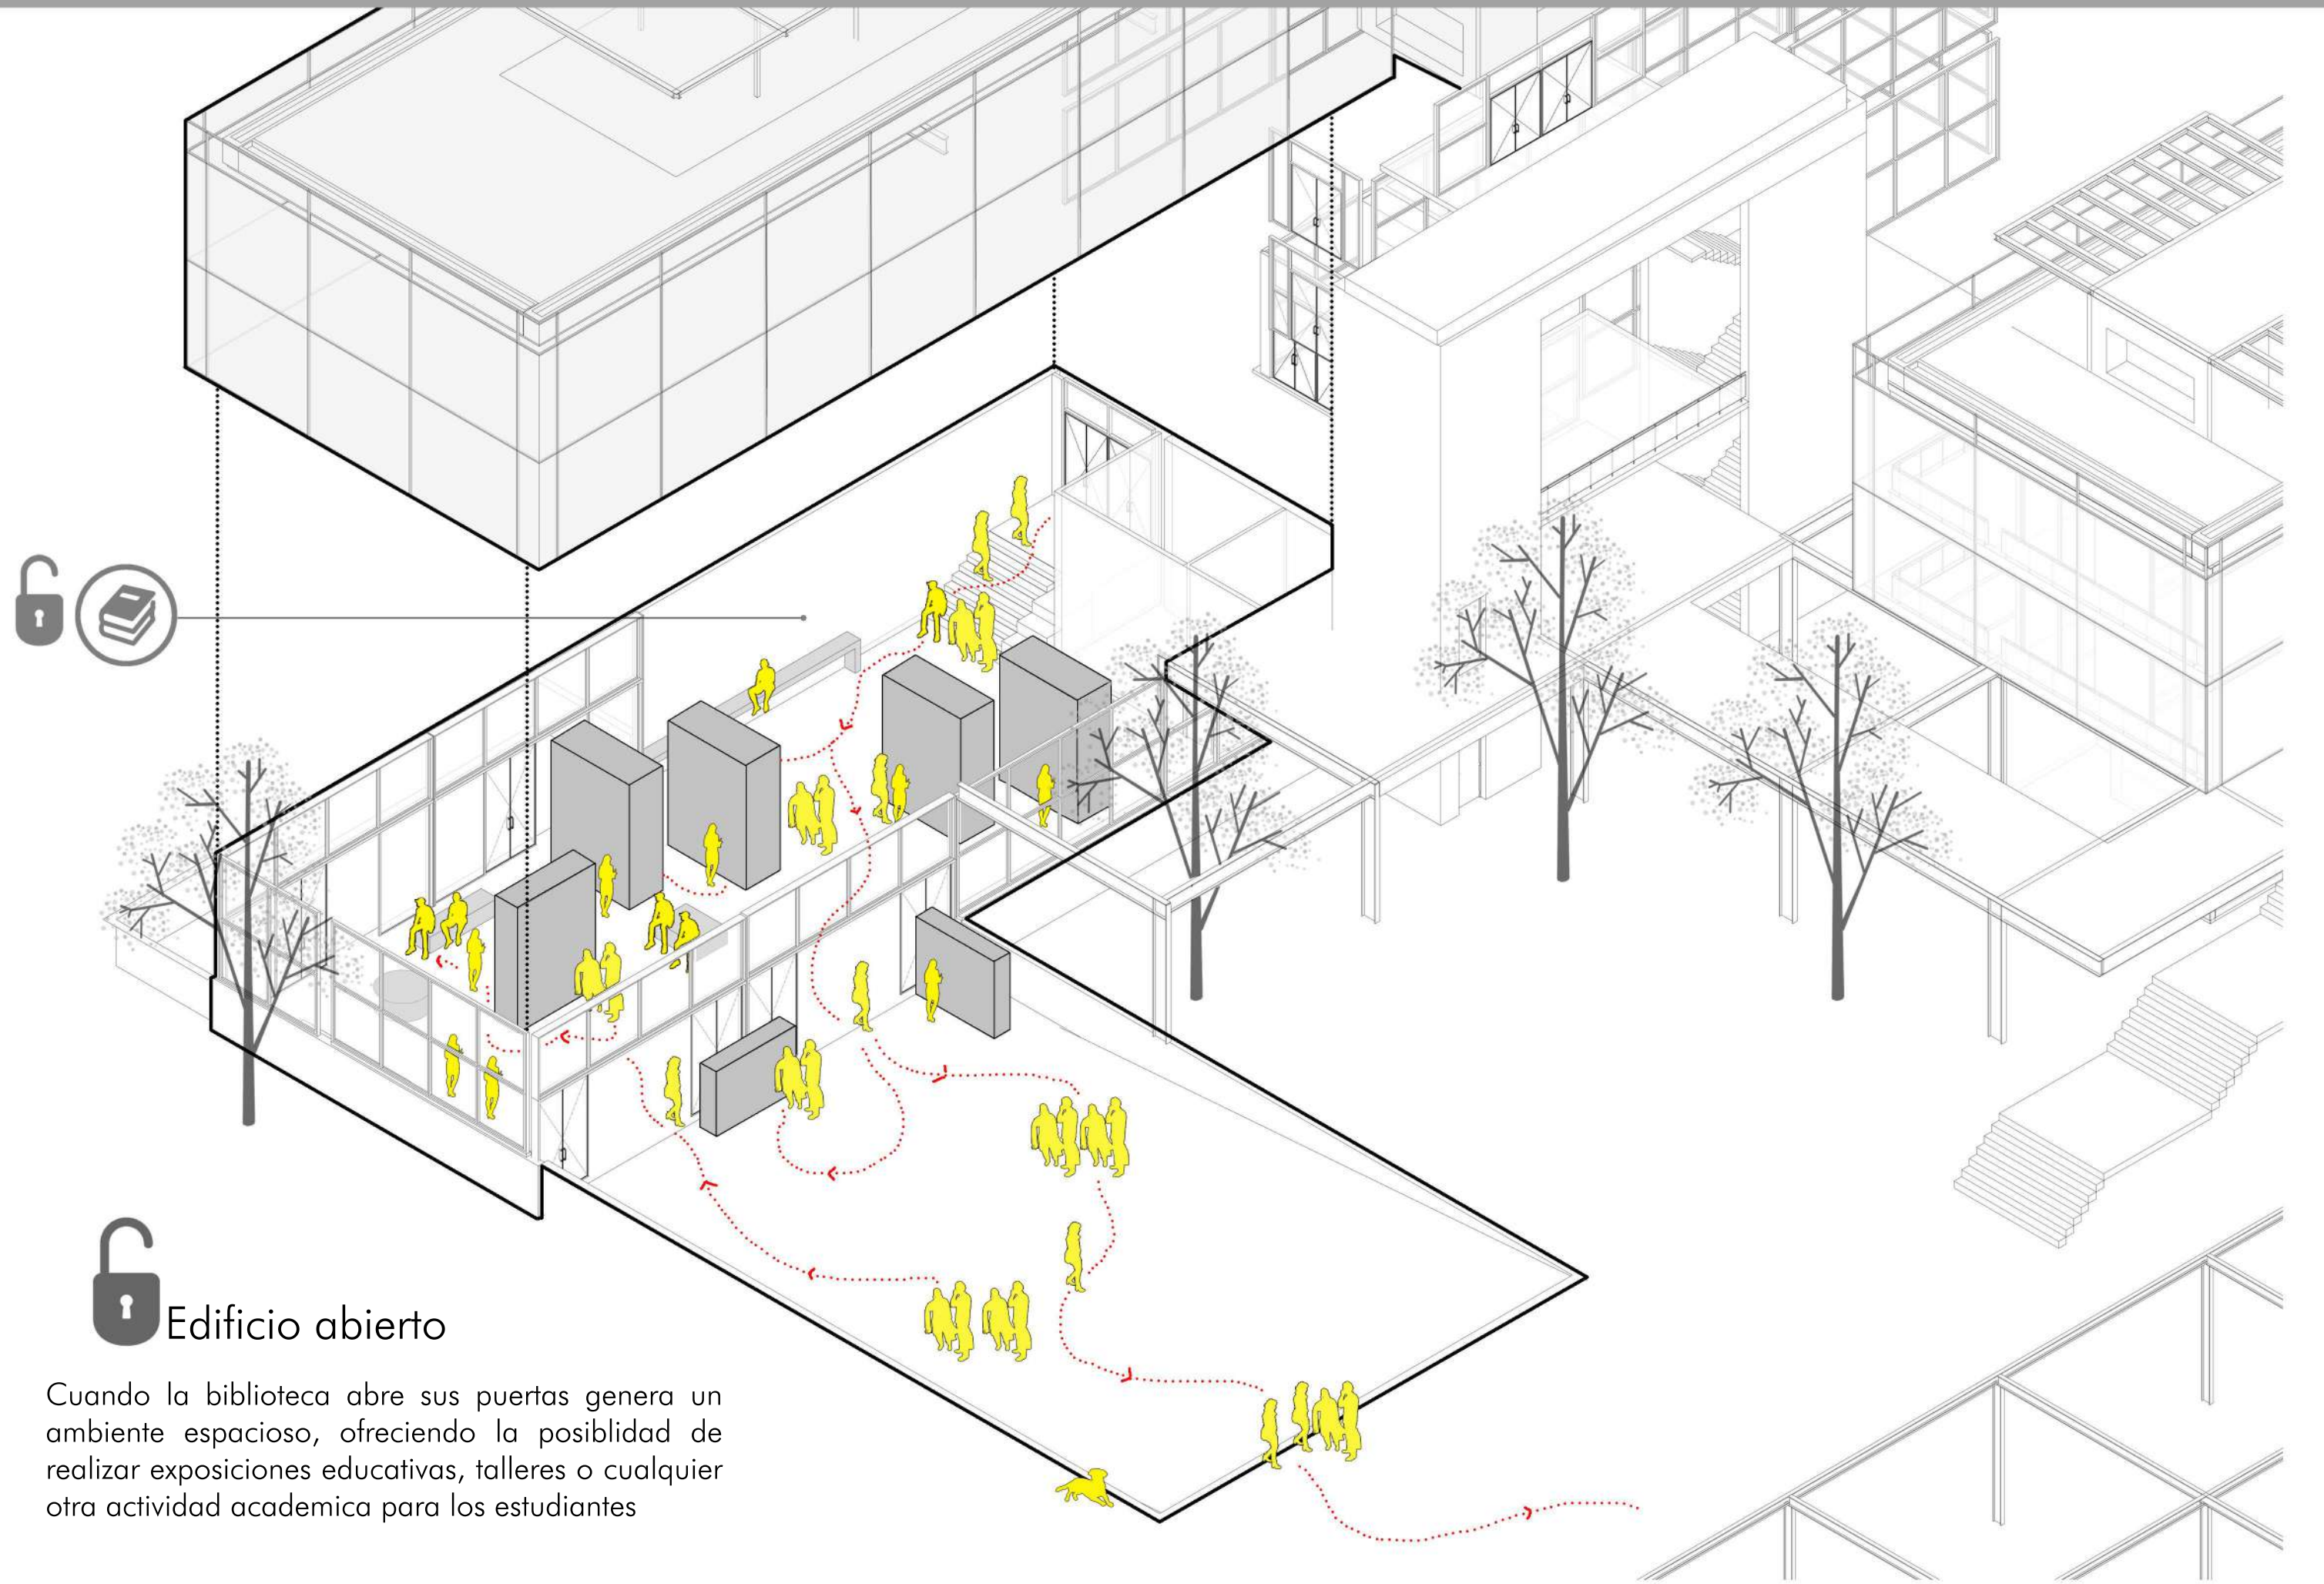 Edificio abierto
Cuando la biblioteca abre sus puertas genera un
ambiente espacioso, ofreciendo la posiblidad de
realizar exposiciones educativas, talleres o cualquier
otra actividad academica para los estudiantes